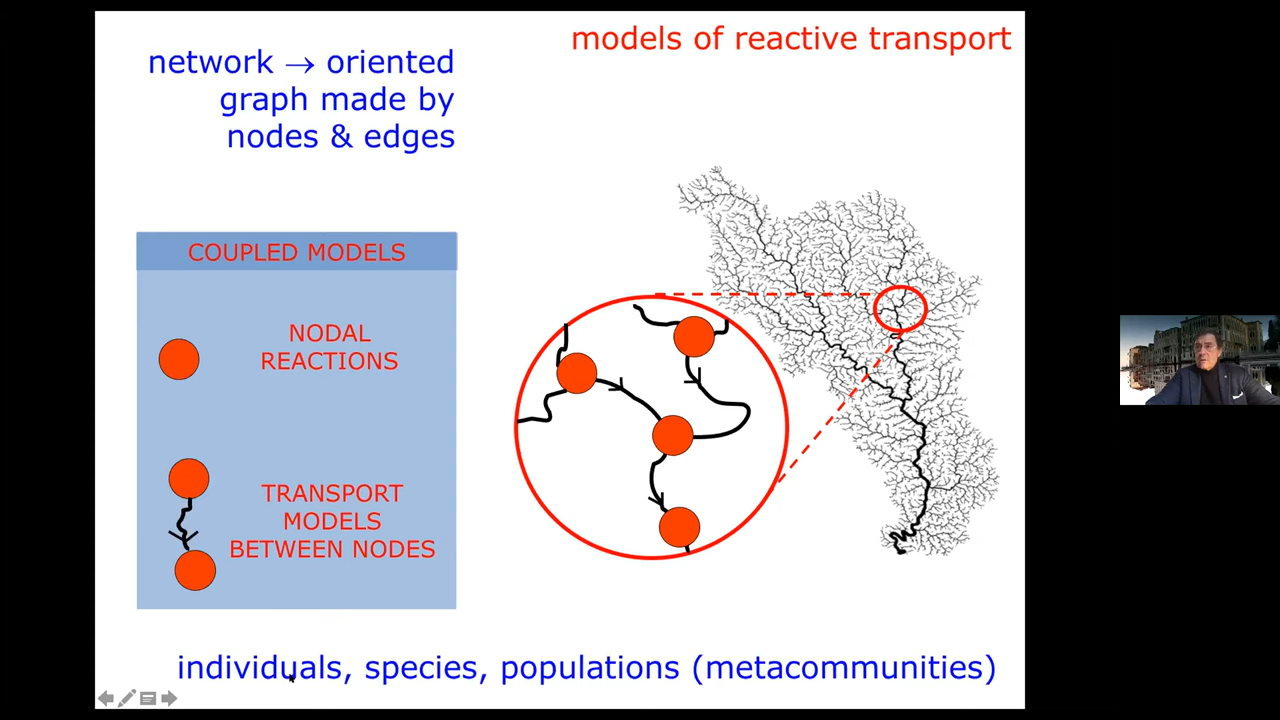 models of reactive transport
network → oriented
graph made by
nodes & edges
COUPLED MODELS
NODAL
REACTIONS
TRANSPORT
MODELS
BETWEEN NODES
individuals, species, populations (metacommunities)